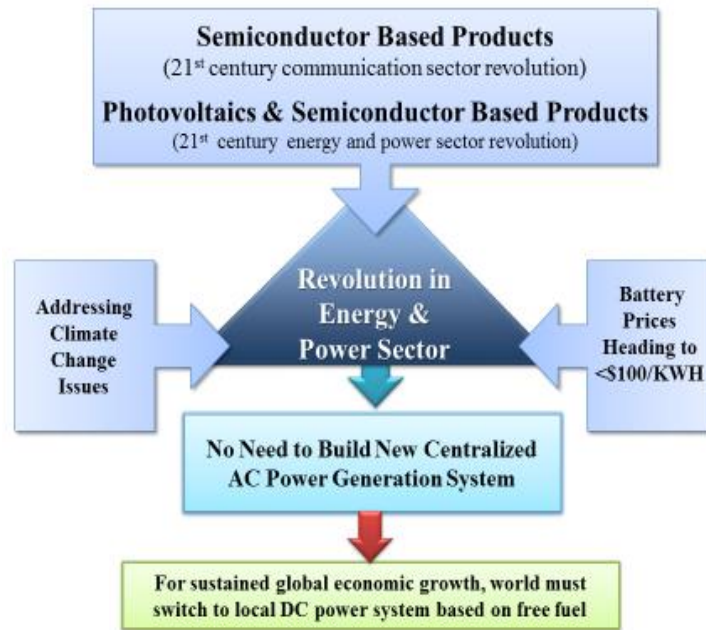 Semiconductor Based Products
(21st century communication sector revolution)
Photovoltaics & Semiconductor Based Products
(21st century energy and power sector revolution)
Addressing
Climate
Change
Issues
Revolution in
Energy &
Power Sector
Battery
Prices
Heading to
<$100/KWH
No Need to Build New Centralized
AC Power Generation System
For sustained global economic growth, world must
switch to local DC power system based on free fuel